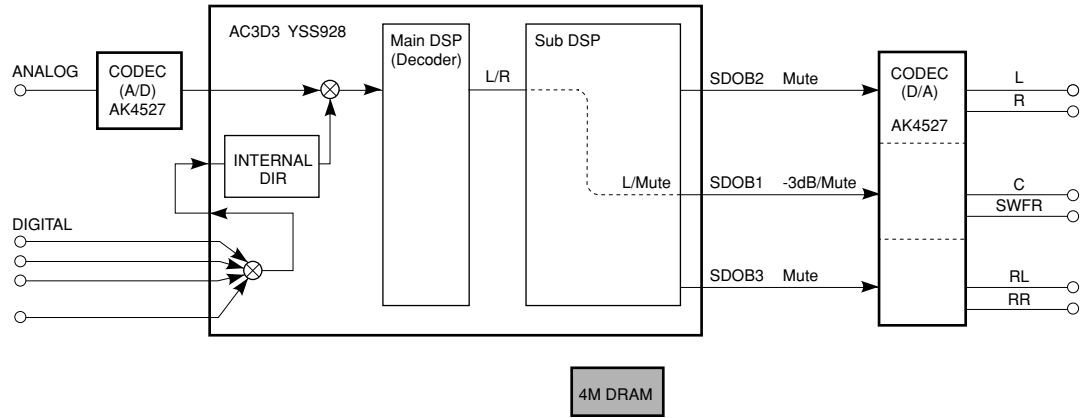 AC3D3 YSS928
Main DSP
(Decoder)
Sub DSP
ANALOG
CODEC
(A/D)
AK4527
L/R
SDOB2 Mute
CODEC
(D/A)
AK4527
L
R
INTERNAL
DIR
L/Mute
SDOB1 -3dB/Mute
C
SWFR
DIGITAL
SDOB3 Mute
RL
RR
4M DRAM